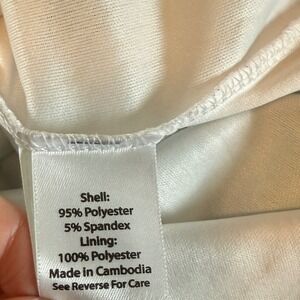 Shell:
95% Polyester
5% Spandex
Lining:
100% Polyester
Made in Cambodia
See Reverse For Care